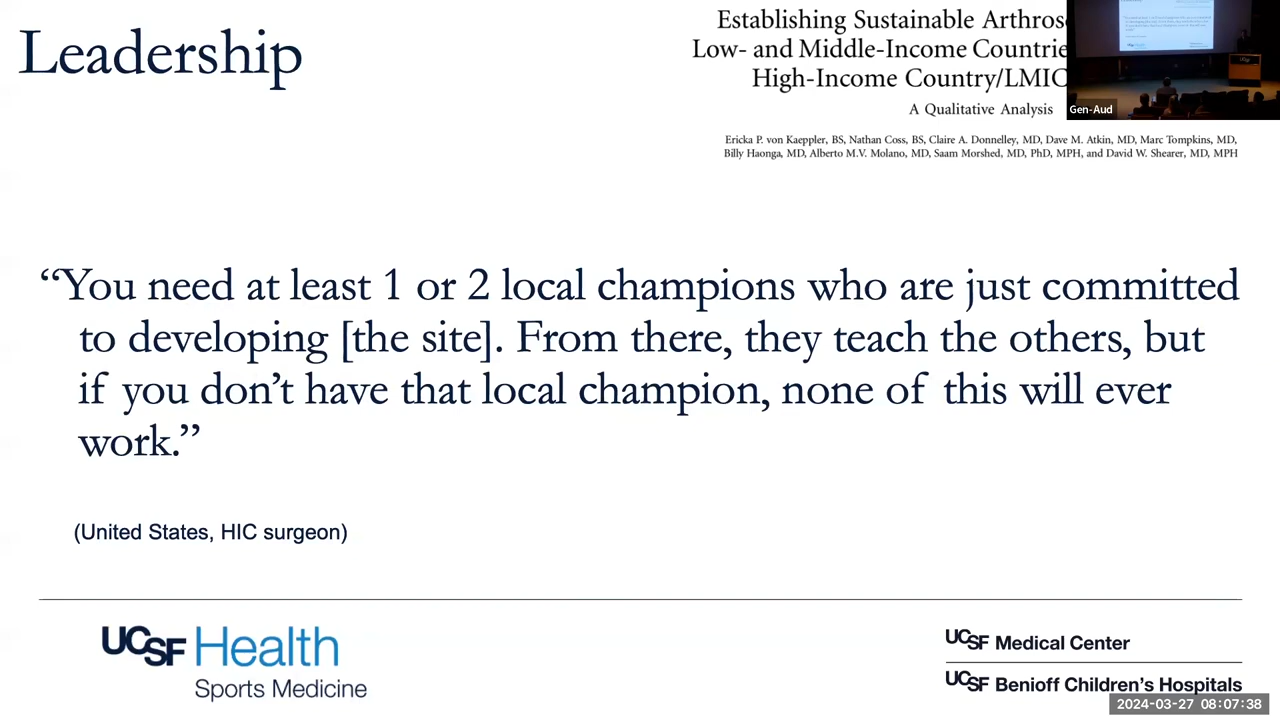 Leadership
Establishing Sustainable
Low- and Middle-Income
High-Income Country/LMIC
A Qualitative Analysis
Gen-Aud
Ericka P. von Kaeppler, BS, Nathan Coss, BS, Claire A. Donnelley, MD, Dave M. Atkin, MD, Marc Tompkins, MD,
Billy Haonga, MD, Alberto M.V. Molano, MD, Saam Morshed, MD, PhD, MPH, and David W. Shearer, MD, MPH
“You need at least 1 or 2 local champions who are just committed
to developing [the site]. From there, they teach the others, but
if you don’t have that local champion, none of this will ever
work.”
(United States, HIC surgeon)
UCSF Health
Sports Medicine
UCSF Medical Center
UCSF Benioff Children’s Hospitals
2024-03-27 08:07:38